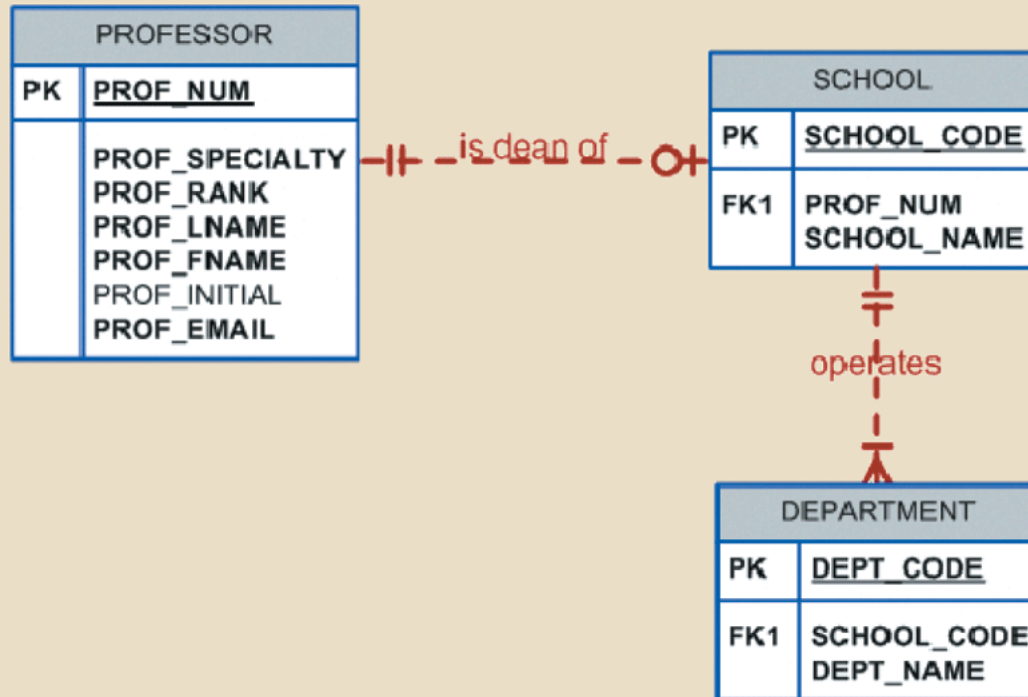 PROFESSOR
PK PROF_NUM
PROF_SPECIALTY
PROF_RANK
PROF_LNAME
PROF_FNAME
PROF_INITIAL
PROF_EMAIL
is dean of
SCHOOL
PK SCHOOL_CODE
FK1 PROF_NUM
SCHOOL_NAME
operates
DEPARTMENT
PK DEPT_CODE
FK1 SCHOOL_CODE
DEPT_NAME